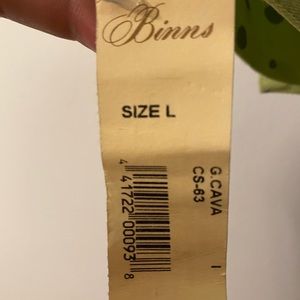 Binns
SIZE L
G.CAVA I
CS-63
4 41722 00093 8